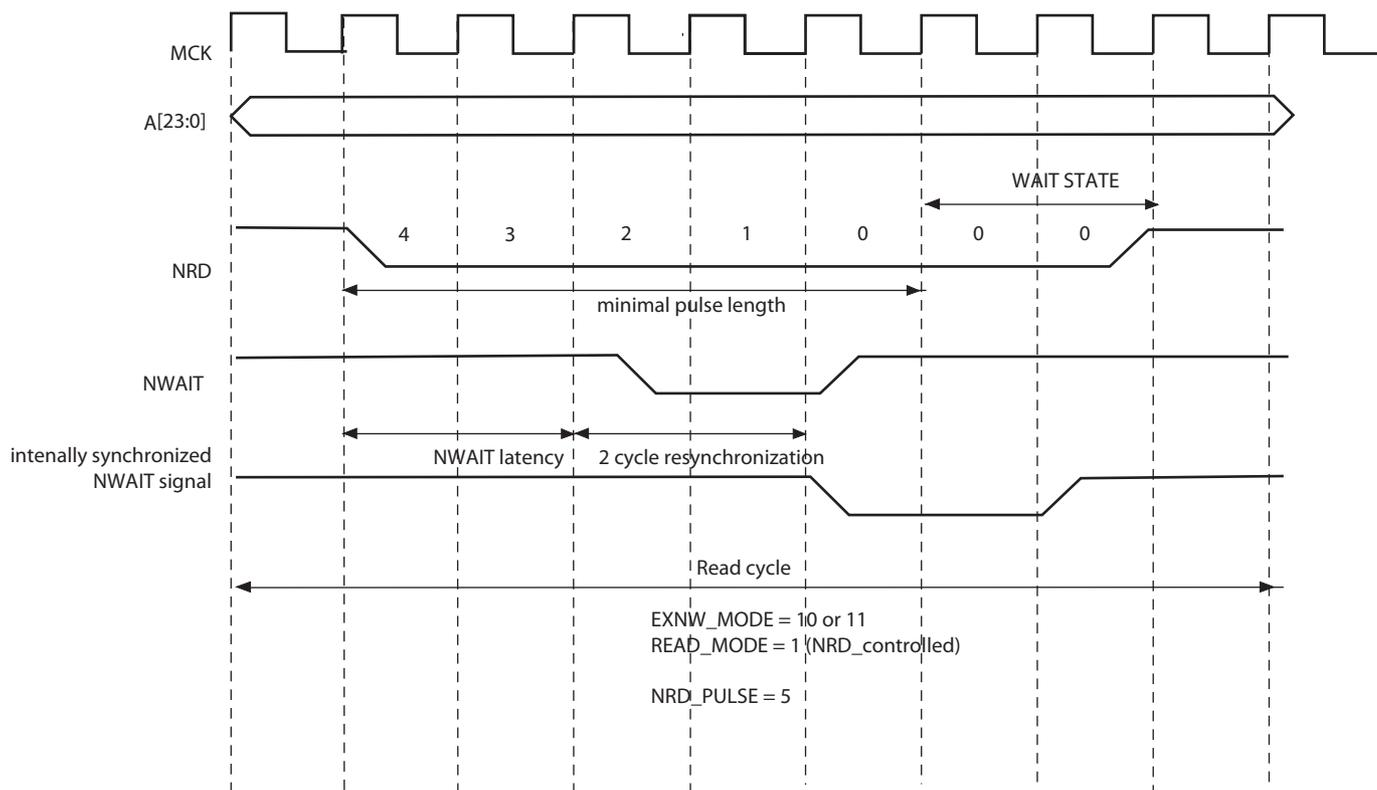 MCK
A[23:0]
WAIT STATE
4 3 2 1 0 0 0
NRD
minimal pulse length
NWAIT
intenally synchronized
NWAIT signal
NWAIT latency
2 cycle resynchronization
Read cycle
EXNW_MODE = 10 or 11
READ_MODE = 1 (NRD_controlled)
NRD_PULSE = 5